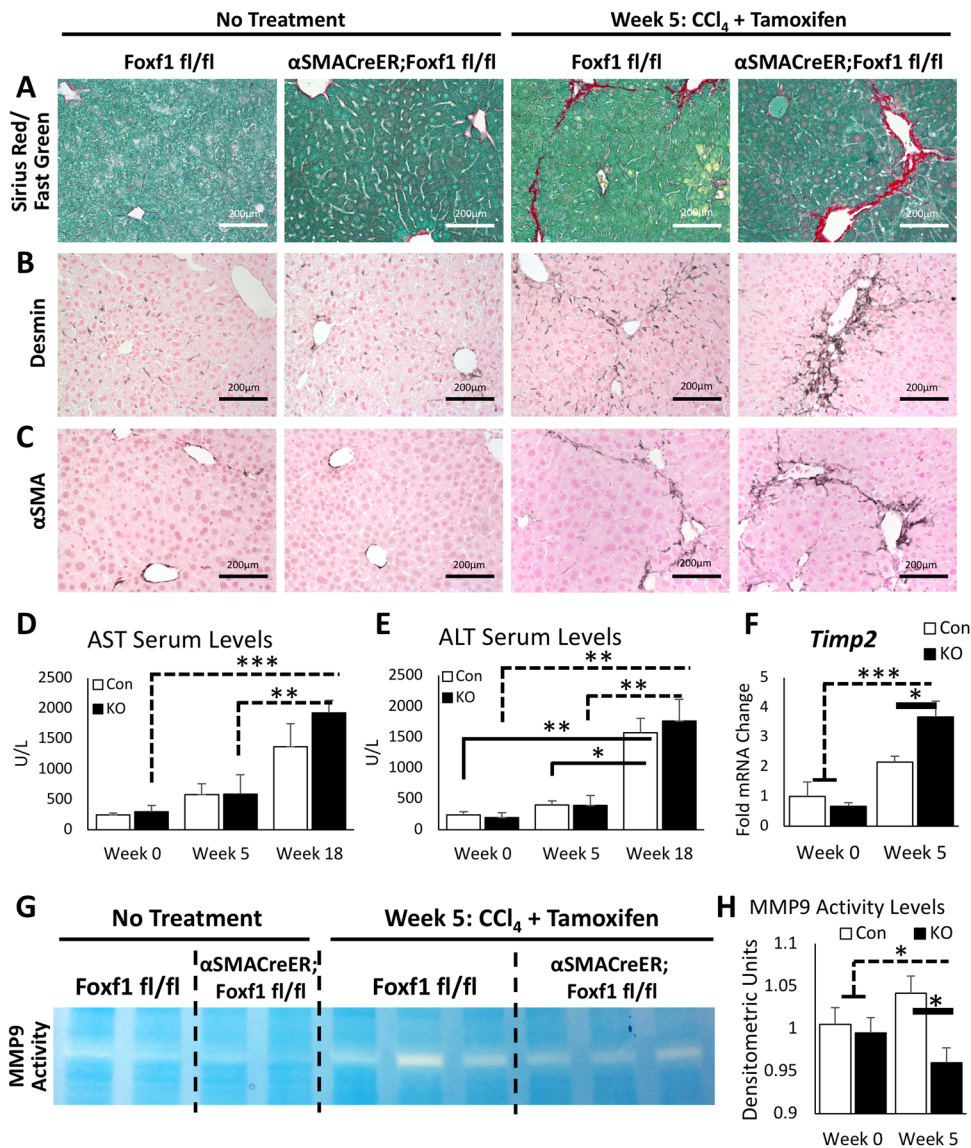 No Treatment
Week 5: CCl4 + Tamoxifen
Foxf1 fl/fl
αSMACreER;Foxf1 fl/fl
Foxf1 fl/fl
αSMACreER;Foxf1 fl/fl
A
Sirius Red/
Fast Green
200μm
200μm
200μm
200μm
B
Desmin
200μm
200μm
200μm
200μm
C
αSMA
200μm
200μm
200μm
200μm
D
AST Serum Levels
Con
KO
U/L
2500
2000
1500
1000
500
0
***
**
Week 0
Week 5
Week 18
E
ALT Serum Levels
Con
KO
U/L
2500
2000
1500
1000
500
0
**
**
**
*
Week 0
Week 5
Week 18
F
Timp2
Con
KO
Fold mRNA Change
5
4
3
2
1
0
***
*
Week 0
Week 5
G
No Treatment
Week 5: CCl4 + Tamoxifen
Foxf1 fl/fl
αSMACreER;
Foxf1 fl/fl
Foxf1 fl/fl
αSMACreER;
Foxf1 fl/fl
MMP9
Activity
H
MMP9 Activity Levels
Con
KO
Densitometric Units
1.1
1.05
1
0.95
0.9
*
*
Week 0
Week 5